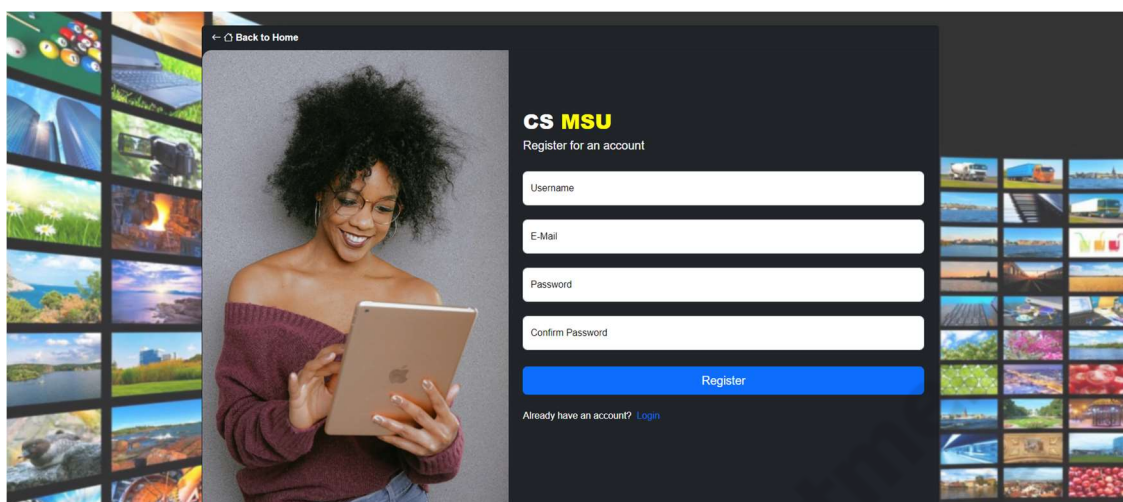 ← Back to Home
CS MSU
Register for an account
Username
E-Mail
Password
Confirm Password
Register
Already have an account? Login